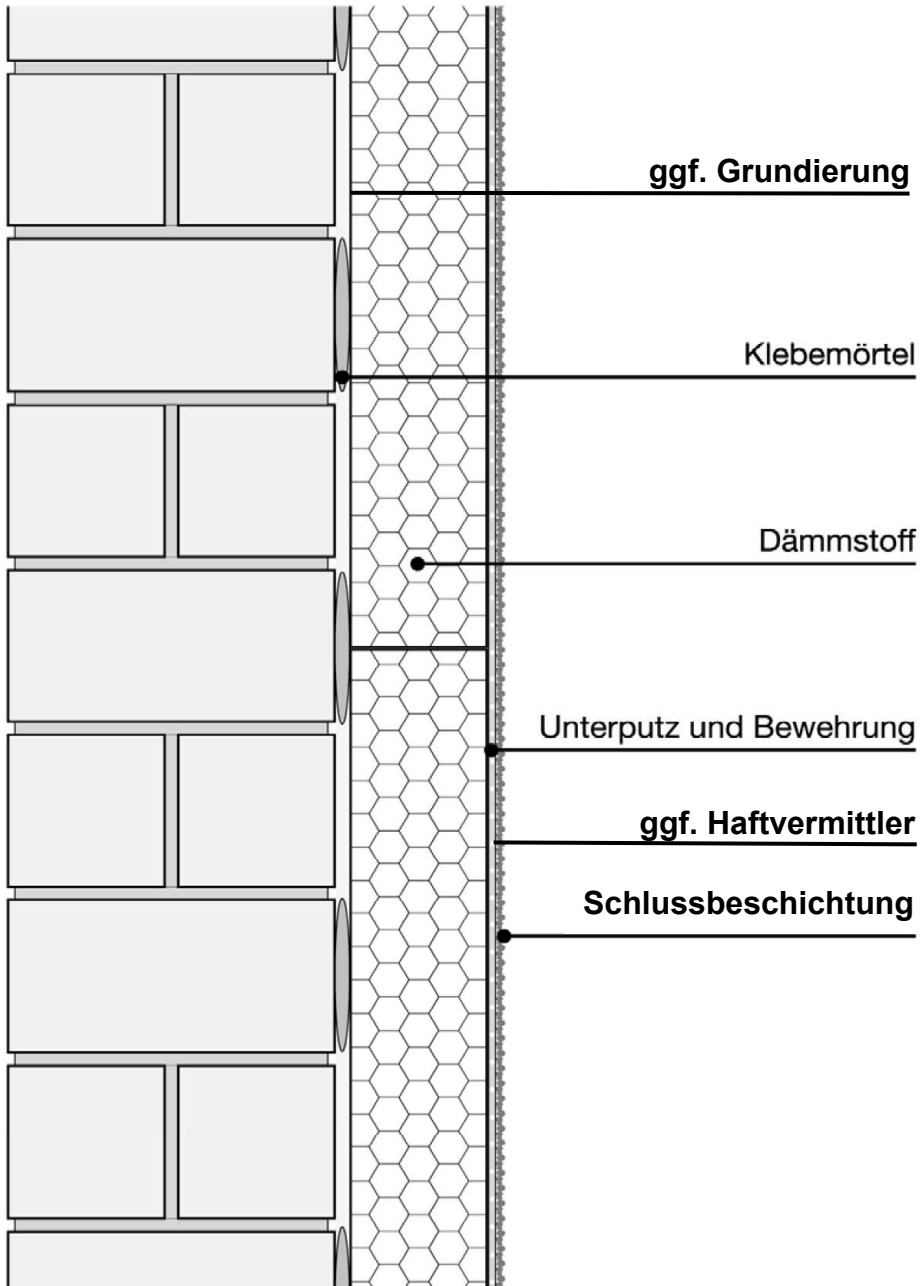 ggf. Grundierung
Klebemörtel
Dämmstoff
Unterputz und Bewehrung
ggf. Haftvermittler
Schlussbeschichtung